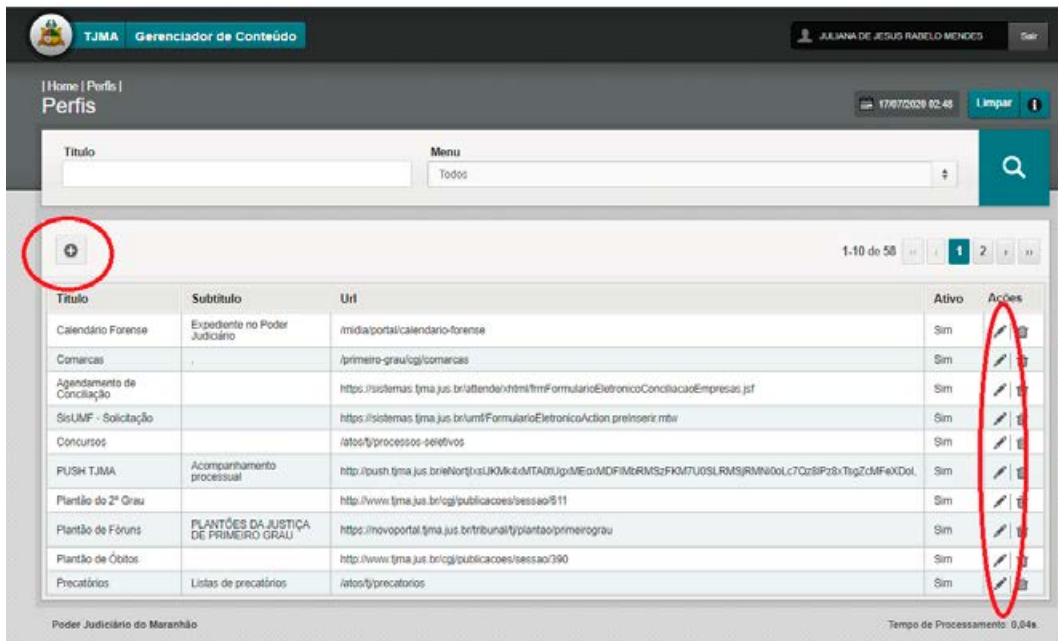 TJMA Gerenciador de Conteúdo
JULIANA DE JESUS RABELO MENDES Sair
| Home | Perfis |
Perfis
17/07/2020 02:48 Limpar
Título Menu
Todos
1-10 de 58 1 2
Título Subtítulo Url Ativo Ações
Calendário Forense Expediente no Poder Judiciário /midia/portal/calendario-forense Sim
Comarcas . /primeiro-grau/cgj/comarcas Sim
Agendamento de Conciliação https://sistemas.tjma.jus.br/attende/xhtml/frmFormularioEletronicoConciliacaoEmpresas.jsf Sim
SisUMF - Solicitação https://sistemas.tjma.jus.br/umf/FormularioEletronicoAction.preInserir.mtw Sim
Concursos /atos/tj/processos-seletivos Sim
PUSH TJMA Acompanhamento processual Sim
Plantão do 2ª Grau http://www.tjma.jus.br/cgj/publicacoes/sessao/611 Sim
Plantão de Fóruns PLANTÕES DA JUSTIÇA DE PRIMEIRO GRAU https://novoportal.tjma.jus.br/tribunal/tj/plantao/primeirograu Sim
Plantão de Óbitos http://www.tjma.jus.br/cgj/publicacoes/sessao/390 Sim
Precatórios Listas de precatórios /atos/tj/precatorios Sim
Poder Judiciário do Maranhão Tempo de Processamento: 0,04s.